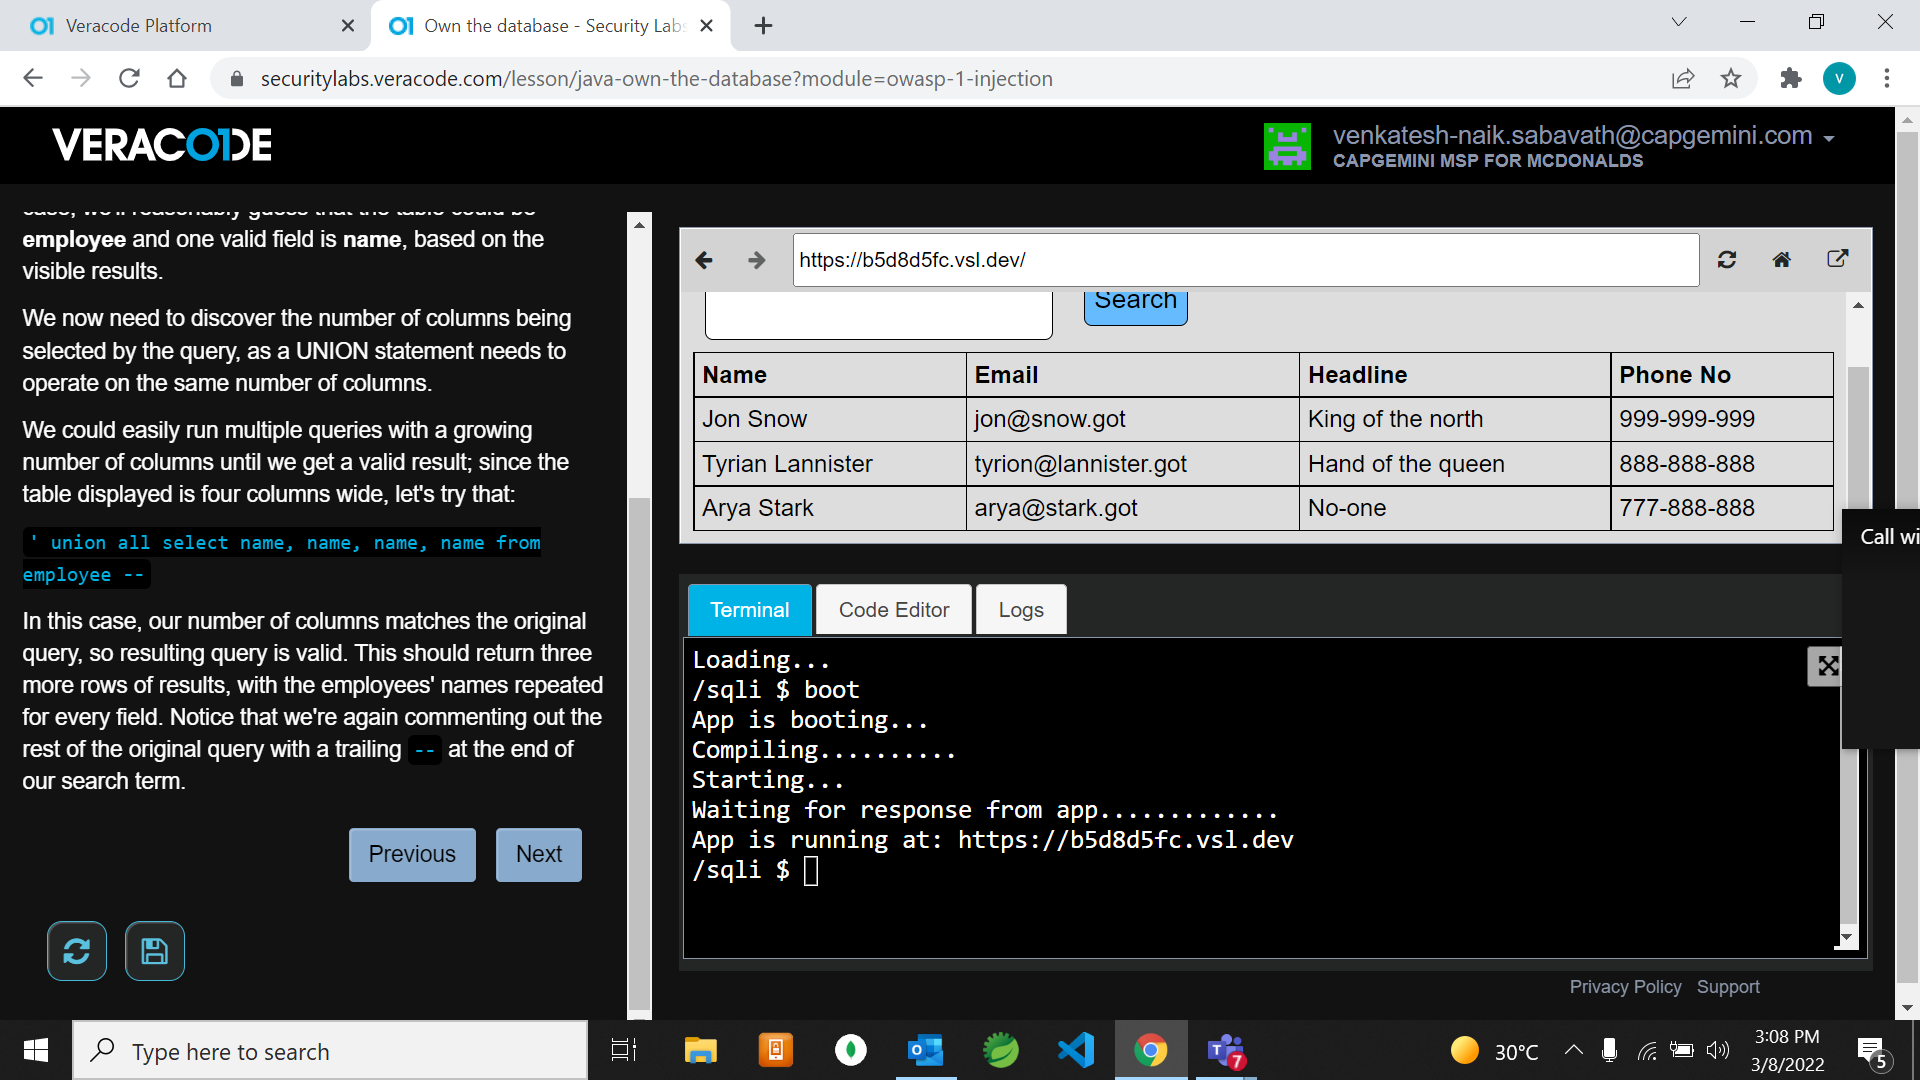 Veracode Platform
Own the database - Security Labs
securitylabs.veracode.com/lesson/java-own-the-database?module=owasp-1-injection
V
VERACODE
venkatesh-naik.sabavath@capgemini.com
CAPGEMINI MSP FOR MCDONALDS
case, we'll reasonably guess that the table could be
employee and one valid field is name, based on the
visible results.
We now need to discover the number of columns being
selected by the query, as a UNION statement needs to
operate on the same number of columns.
We could easily run multiple queries with a growing
number of columns until we get a valid result; since the
table displayed is four columns wide, let's try that:
' union all select name, name, name, name from
employee --
In this case, our number of columns matches the original
query, so resulting query is valid. This should return three
more rows of results, with the employees' names repeated
for every field. Notice that we're again commenting out the
rest of the original query with a trailing -- at the end of
our search term.
Previous
Next
https://b5d8d5fc.vsl.dev/
Search
Name Email Headline Phone No
Jon Snow jon@snow.got King of the north 999-999-999
Tyrian Lannister tyrion@lannister.got Hand of the queen 888-888-888
Arya Stark arya@stark.got No-one 777-888-888
Call wi
Terminal
Code Editor
Logs
Loading...
/sqli $ boot
App is booting...
Compiling..........
Starting...
Waiting for response from app.............
App is running at: https://b5d8d5fc.vsl.dev
/sqli $
Privacy Policy Support
Type here to search
7
30°C
3:08 PM
3/8/2022
5